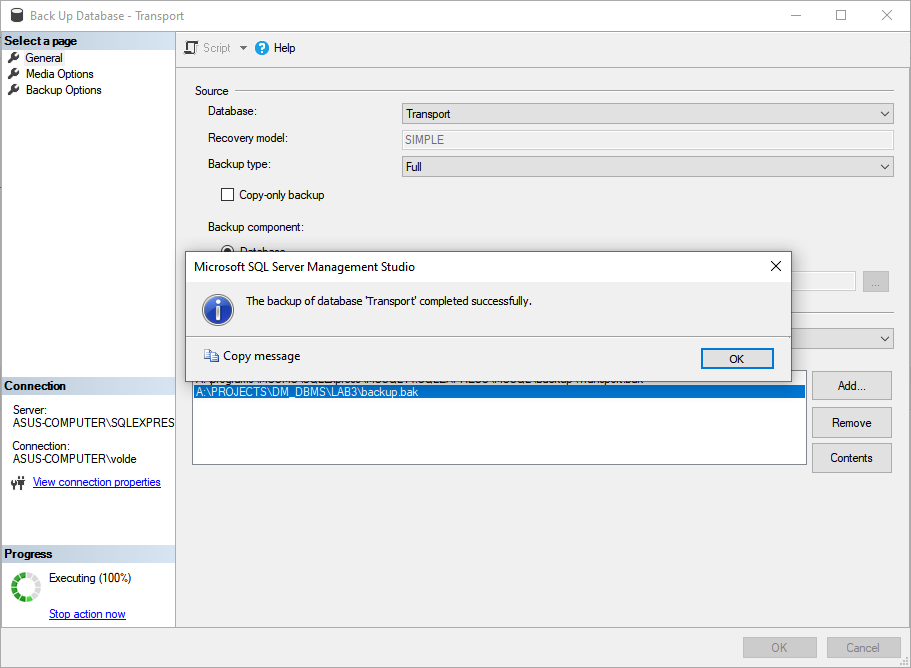 Back Up Database - Transport
Select a page
General
Media Options
Backup Options
Script
Help
Source
Database:
Transport
Recovery model:
SIMPLE
Backup type:
Full
Copy-only backup
Backup component:
Database
Microsoft SQL Server Management Studio
The backup of database 'Transport' completed successfully.
Copy message
OK
...
A:\PROJECTS\DM_DBMS\LAB3\backup.bak
Add...
Remove
Contents
Connection
Server:
ASUS-COMPUTER\SQLEXPRES
Connection:
ASUS-COMPUTER\volde
View connection properties
Progress
Executing (100%)
Stop action now
OK
Cancel